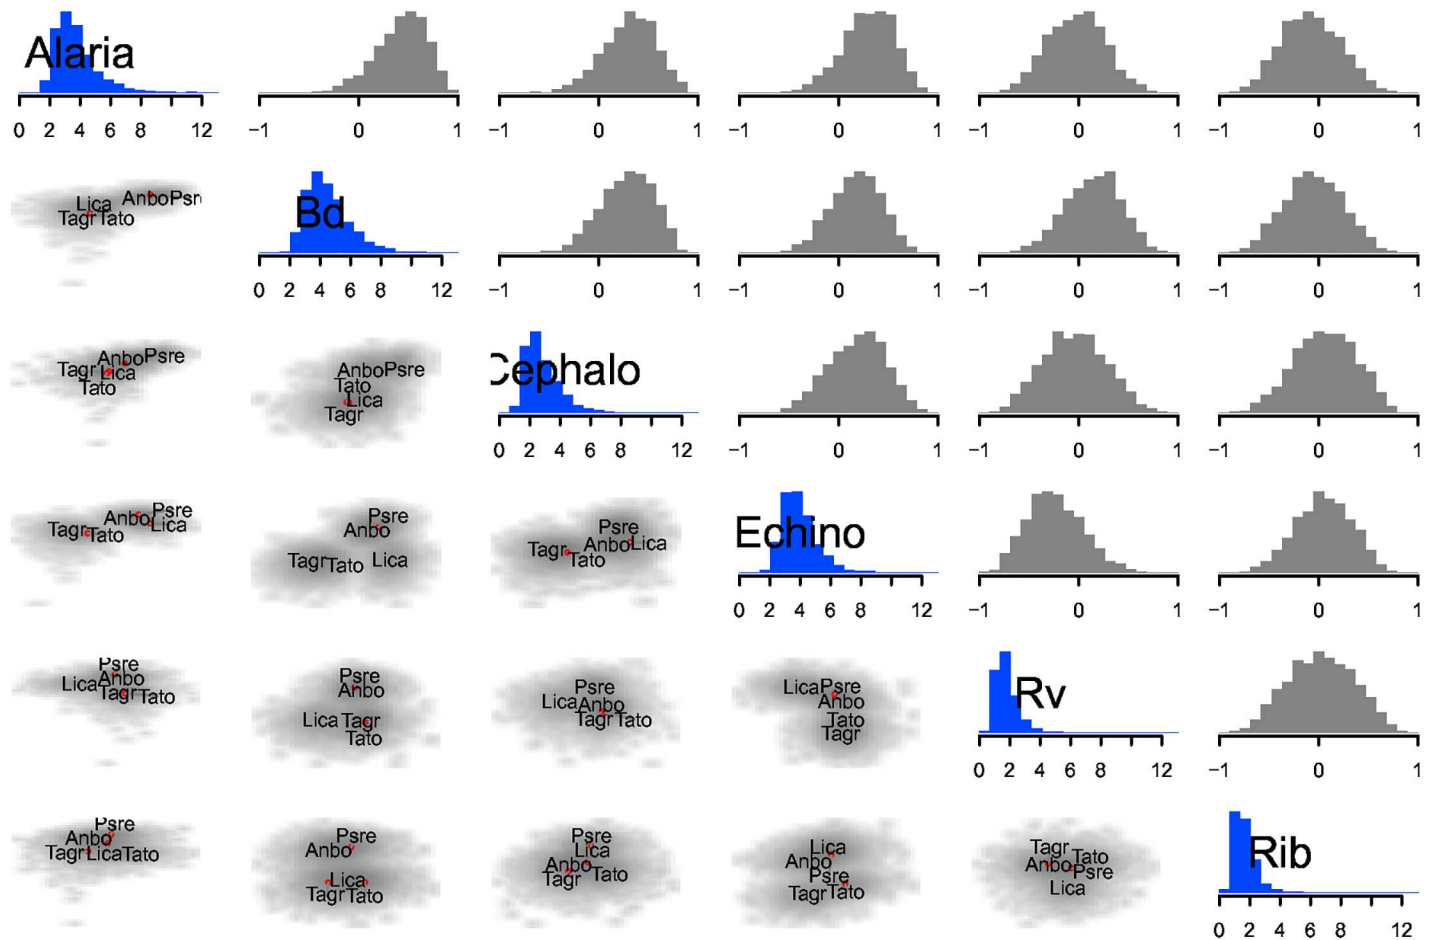 Alaria
0 2 4 6 8 12
−1 0 1
−1 0 1
−1 0 1
−1 0 1
−1 0 1
Lica AnboPsr
TagrTato
Bd
0 2 4 6 8 12
−1 0 1
−1 0 1
−1 0 1
−1 0 1
AnboPsre
TagrLica
Tato
AnboPsre
Tato
Lica
Tagr
Cephalo
0 2 4 6 8 12
−1 0 1
−1 0 1
−1 0 1
Psre
AnboLica
TagrTato
Psre
Anbo
TagrTato Lica
Psre
AnboLica
TagrTato
Echino
0 2 4 6 8 12
−1 0 1
−1 0 1
Psre
Anbo
Lica
TagrTato
Psre
Anbo
Lica Tagr
Tato
Psre
LicaAnbo
TagrTato
LicaPsre
Anbo
Tato
Tagr
Rv
0 2 4 6 8 12
−1 0 1
Psre
Anbo
TagrLicaTato
Psre
Anbo
Lica
TagrTato
Psre
Lica
Anbo
TagrTato
Lica
Anbo
Psre
TagrTato
Tagr
Tato
AnboPsre
Lica
Rib
0 2 4 6 8 12